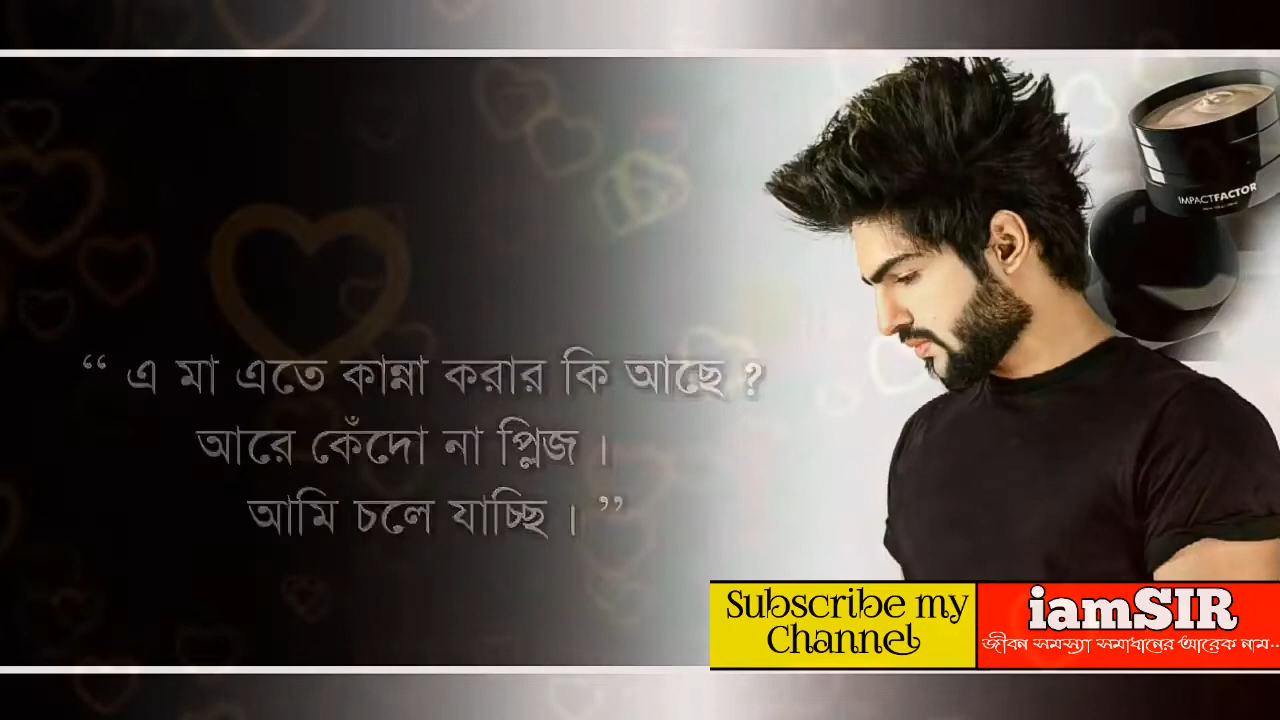 “ এ মা এতে কান্না করার কি আছে ?
আরে কেঁদো না প্লিজ ।
আমি চলে যাচ্ছি । ”
IMPACTFACTOR
Subscribe my
Channel
iamSIR
জীবন সমস্যা সমাধানের আরেক নাম..